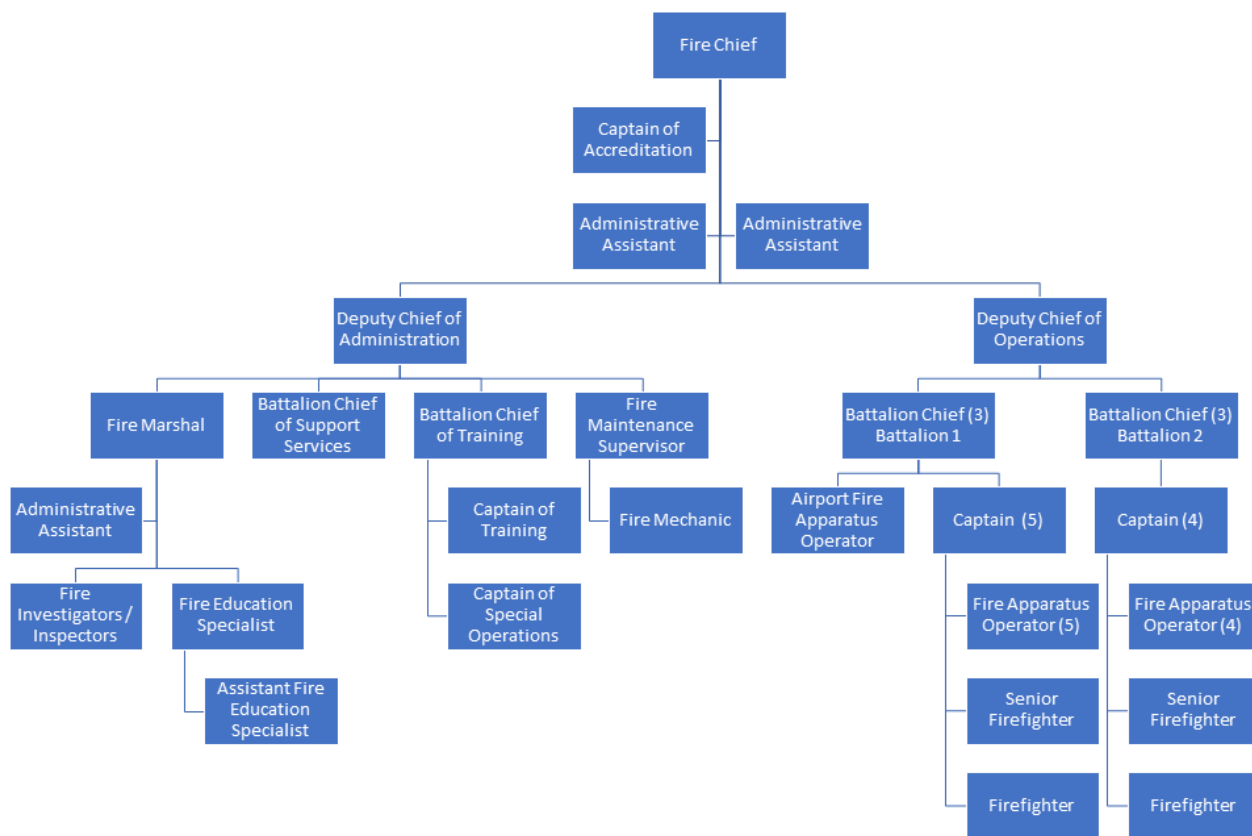 Fire Chief
Captain of
Accreditation
Administrative
Assistant
Administrative
Assistant
Deputy Chief of
Administration
Deputy Chief of
Operations
Fire Marshal
Battalion Chief
of Support
Services
Battalion Chief
of Training
Fire
Maintenance
Supervisor
Battalion Chief (3)
Battalion 1
Battalion Chief (3)
Battalion 2
Administrative
Assistant
Captain of
Training
Fire Mechanic
Airport Fire
Apparatus
Operator
Captain (5)
Captain (4)
Fire
Investigators /
Inspectors
Fire Education
Specialist
Captain of
Special
Operations
Fire Apparatus
Operator (5)
Fire Apparatus
Operator (4)
Assistant Fire
Education
Specialist
Senior
Firefighter
Senior
Firefighter
Firefighter
Firefighter